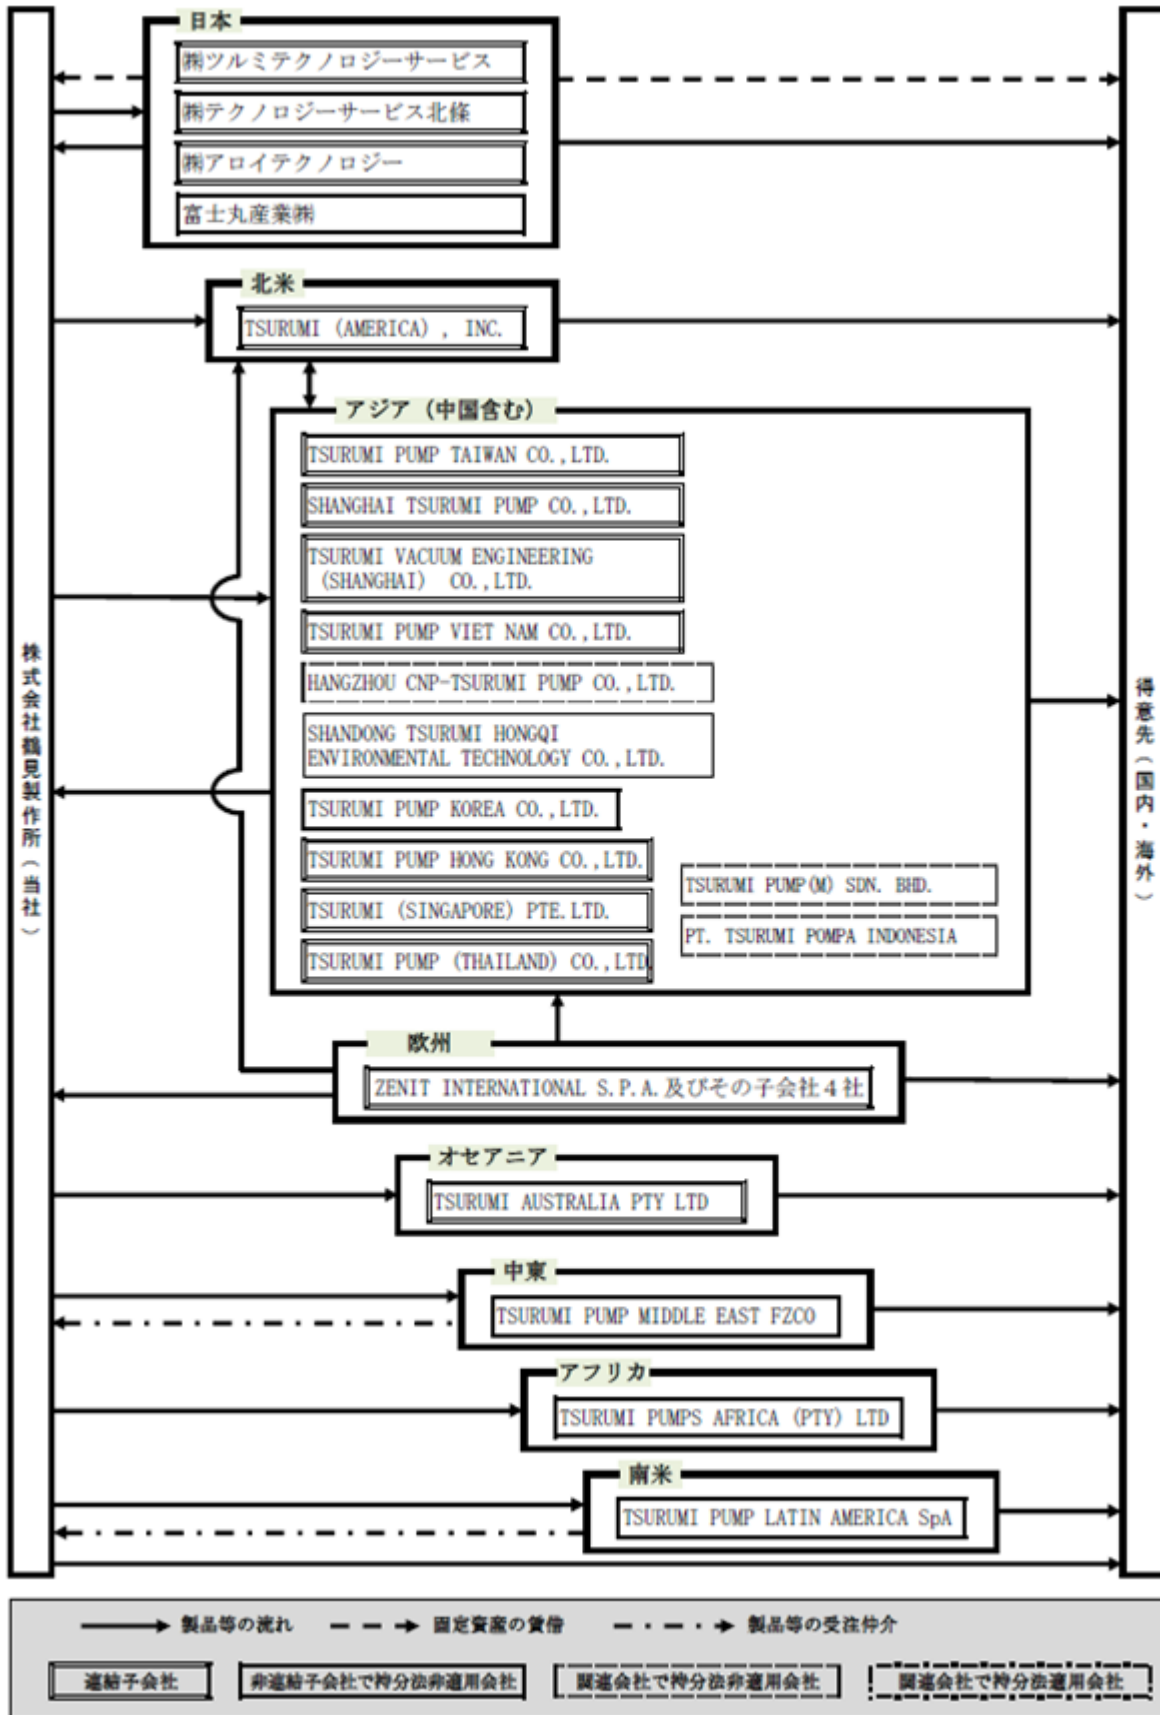 日本
㈱ツルミテクノロジーサービス
㈱テクノロジーサービス北條
㈱アロイテクノロジー
富士丸産業㈱
北米
TSURUMI (AMERICA) , INC.
アジア（中国含む）
TSURUMI PUMP TAIWAN CO.,LTD.
SHANGHAI TSURUMI PUMP CO.,LTD.
TSURUMI VACUUM ENGINEERING
(SHANGHAI) CO.,LTD.
TSURUMI PUMP VIET NAM CO.,LTD.
HANGZHOU CNP-TSURUMI PUMP CO.,LTD.
SHANDONG TSURUMI HONGQI
ENVIRONMENTAL TECHNOLOGY CO.,LTD.
TSURUMI PUMP KOREA CO.,LTD.
TSURUMI PUMP HONG KONG CO.,LTD.
TSURUMI (SINGAPORE) PTE.LTD.
TSURUMI PUMP (THAILAND) CO.,LTD.
TSURUMI PUMP(M) SDN. BHD.
PT. TSURUMI POMPA INDONESIA
欧州
ZENIT INTERNATIONAL S.P.A.及びその子会社４社
オセアニア
TSURUMI AUSTRALIA PTY LTD
中東
TSURUMI PUMP MIDDLE EAST FZCO
アフリカ
TSURUMI PUMPS AFRICA (PTY) LTD
南米
TSURUMI PUMP LATIN AMERICA SpA
株式会社鶴見製作所（当社）
得意先（国内・海外）
製品等の流れ
固定資産の賃借
製品等の受注仲介
連結子会社
非連結子会社で持分法非適用会社
関連会社で持分法非適用会社
関連会社で持分法適用会社